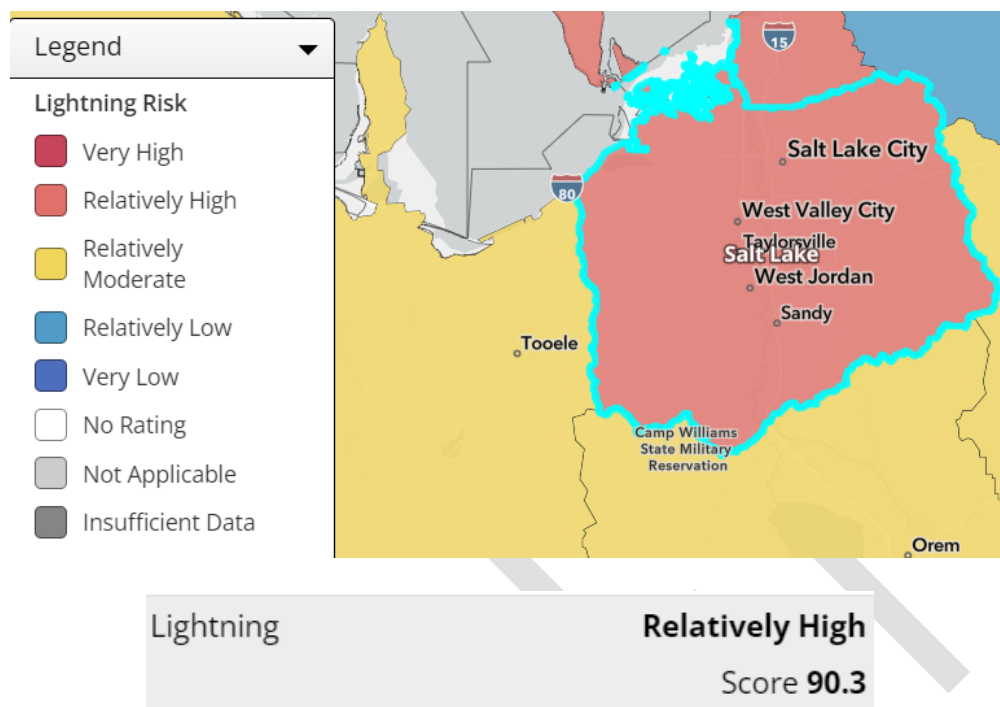 Legend
Lightning Risk
Very High
Relatively High
Relatively
Moderate
Relatively Low
Very Low
No Rating
Not Applicable
Insufficient Data
15
80
Salt Lake City
West Valley City
Taylorsville
Salt Lake
West Jordan
Sandy
Tooele
Camp Williams
State Military
Reservation
Orem
Lightning
Relatively High
Score 90.3